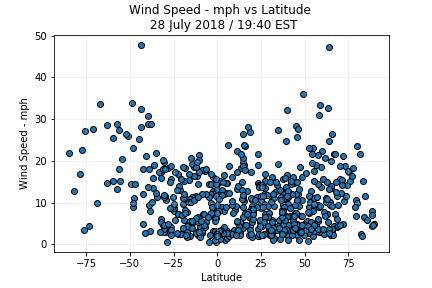 Wind Speed - mph vs Latitude
28 July 2018 / 19:40 EST
50
40
30
20
10
0
Wind Speed - mph
−75 −50 −25 0 25 50 75
Latitude